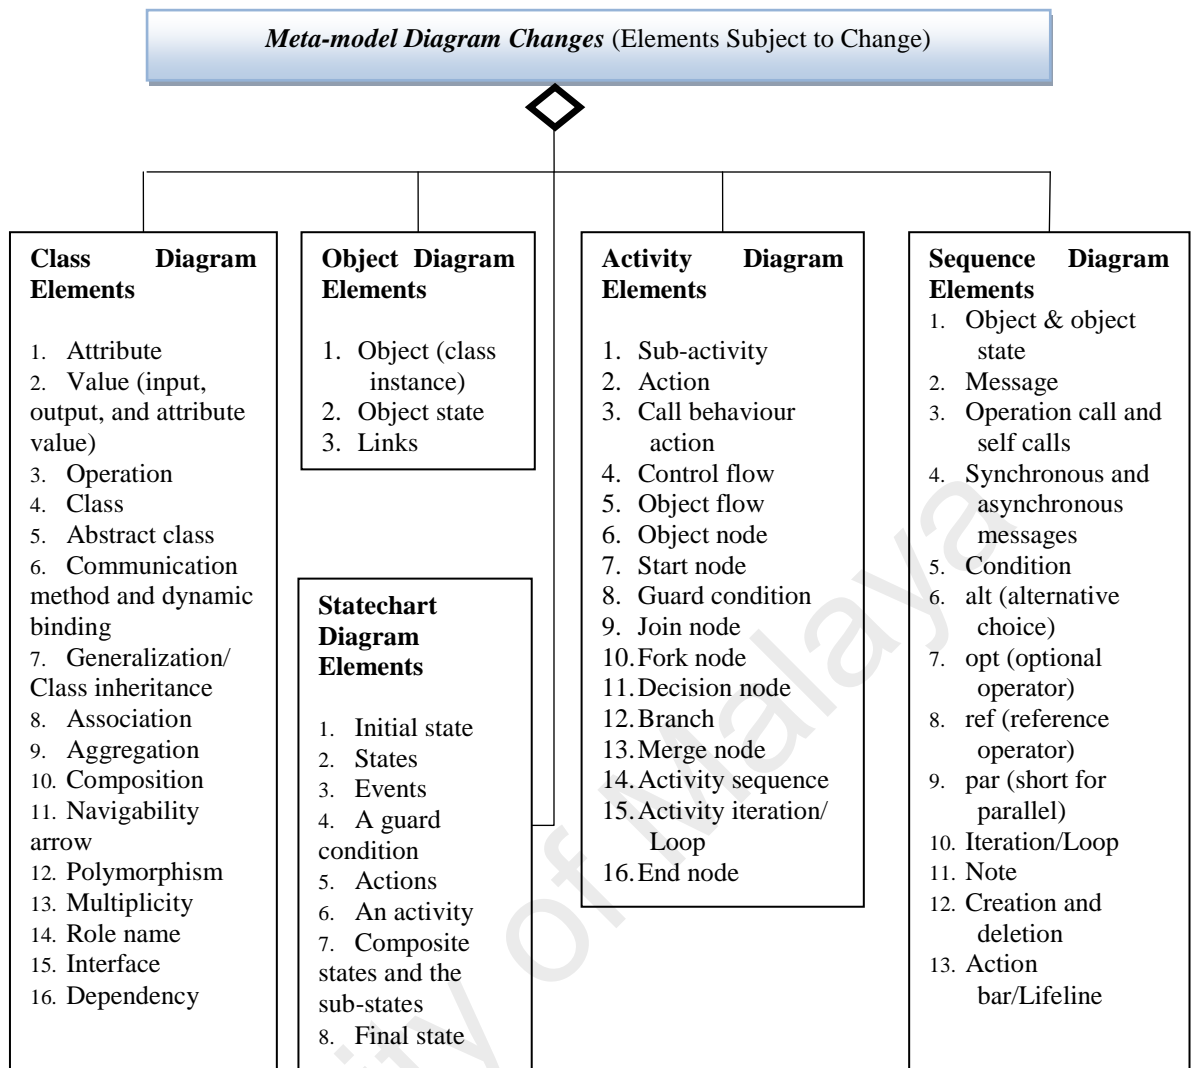 Meta-model Diagram Changes (Elements Subject to Change)
Class Diagram
Elements
1. Attribute
2. Value (input,
output, and attribute
value)
3. Operation
4. Class
5. Abstract class
6. Communication
method and dynamic
binding
7. Generalization/
Class inheritance
8. Association
9. Aggregation
10. Composition
11. Navigability
arrow
12. Polymorphism
13. Multiplicity
14. Role name
15. Interface
16. Dependency
Object Diagram
Elements
1. Object (class
instance)
2. Object state
3. Links
Statechart
Diagram
Elements
1. Initial state
2. States
3. Events
4. A guard
condition
5. Actions
6. An activity
7. Composite
states and the
sub-states
8. Final state
Activity Diagram
Elements
1. Sub-activity
2. Action
3. Call behaviour
action
4. Control flow
5. Object flow
6. Object node
7. Start node
8. Guard condition
9. Join node
10. Fork node
11. Decision node
12. Branch
13. Merge node
14. Activity sequence
15. Activity iteration/
Loop
16. End node
Sequence Diagram
Elements
1. Object & object
state
2. Message
3. Operation call and
self calls
4. Synchronous and
asynchronous
messages
5. Condition
6. alt (alternative
choice)
7. opt (optional
operator)
8. ref (reference
operator)
9. par (short for
parallel)
10. Iteration/Loop
11. Note
12. Creation and
deletion
13. Action
bar/Lifeline
of Malaya